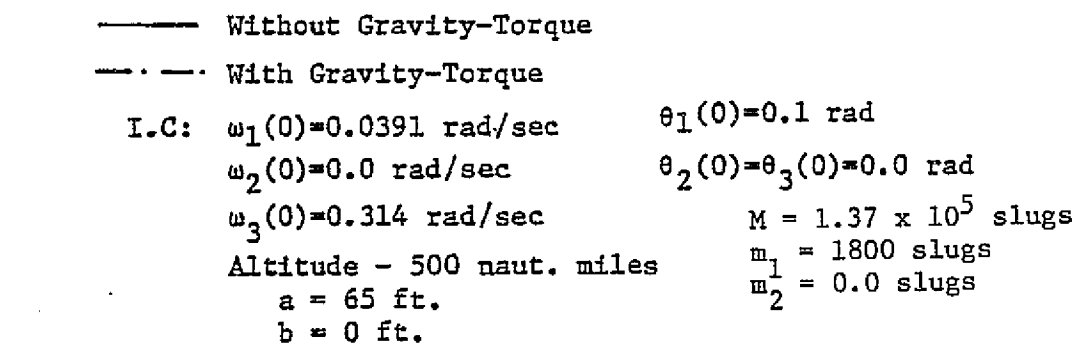 Without Gravity-Torque
With Gravity-Torque
I.C: ω1(0)=0.0391 rad/sec θ1(0)=0.1 rad
ω2(0)=0.0 rad/sec θ2(0)=θ3(0)=0.0 rad
ω3(0)=0.314 rad/sec M = 1.37 x 10^5 slugs
m1 = 1800 slugs
Altitude - 500 naut. miles m2 = 0.0 slugs
a = 65 ft.
b = 0 ft.